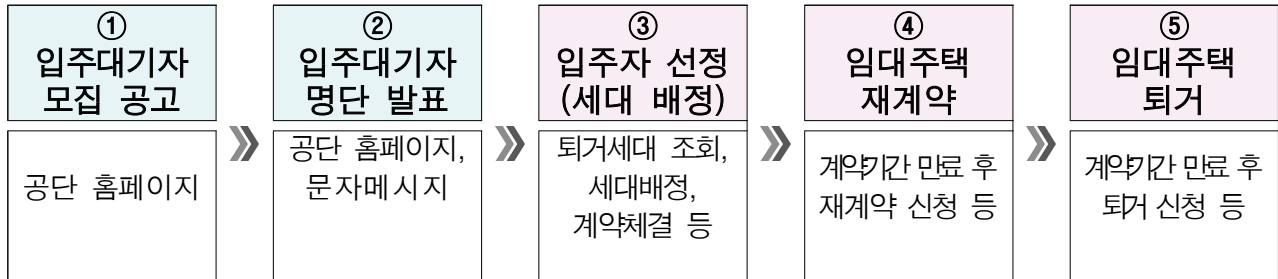 ①
입주대기자
모집 공고
공단 홈페이지
②
입주대기자
명단 발표
공단 홈페이지,
문자메시지
③
입주자 선정
(세대 배정)
퇴거세대 조회,
세대배정,
계약체결 등
④
임대주택
재계약
계약기간 만료 후
재계약 신청 등
⑤
임대주택
퇴거
계약기간 만료 후
퇴거 신청 등